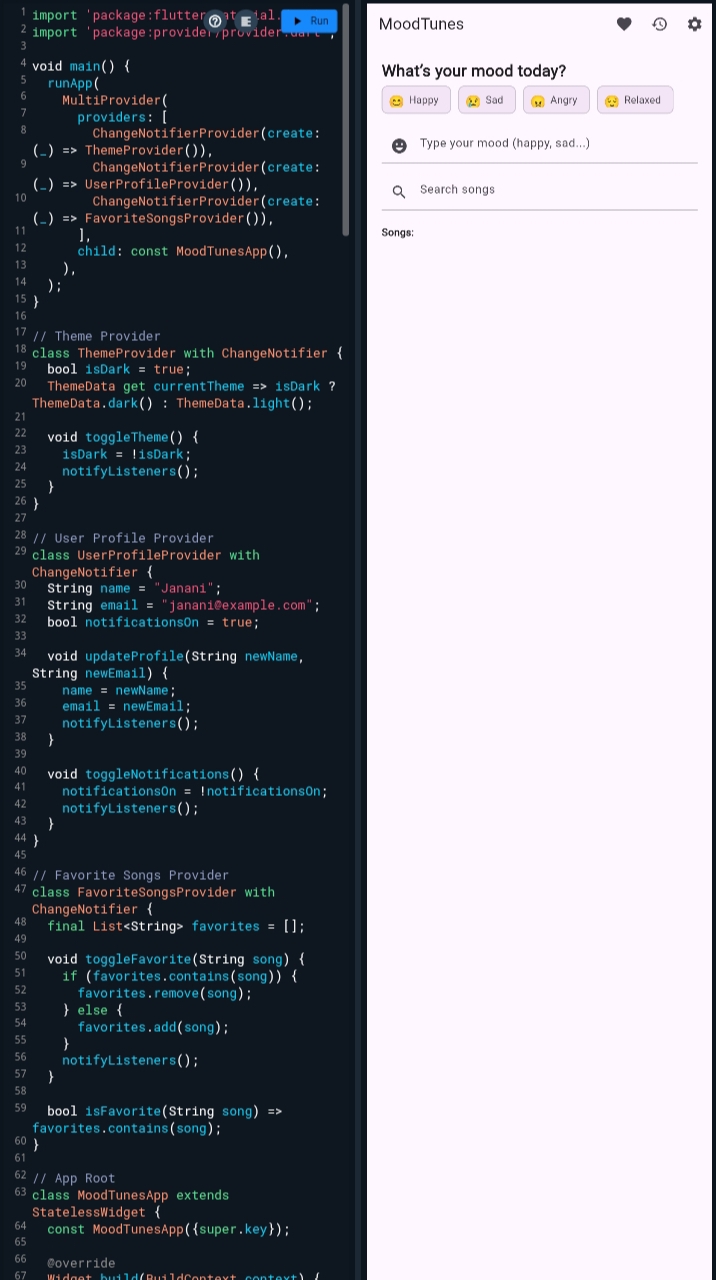 1 import 'package:flutter
2 import 'package:provider/provider.dart';
Run
3
4 void main() {
5 runApp(
6 MultiProvider(
7 providers: [
8 ChangeNotifierProvider(create:
(_) => ThemeProvider()),
9 ChangeNotifierProvider(create:
(_) => UserProfileProvider()),
10 ChangeNotifierProvider(create:
(_) => FavoriteSongsProvider()),
11 ],
12 child: const MoodTunesApp(),
13 ),
14 );
15 }
16
17 // Theme Provider
18 class ThemeProvider with ChangeNotifier {
19 bool isDark = true;
20 ThemeData get currentTheme => isDark ?
ThemeData.dark() : ThemeData.light();
21
22 void toggleTheme() {
23 isDark = !isDark;
24 notifyListeners();
25 }
26 }
27
28 // User Profile Provider
29 class UserProfileProvider with
ChangeNotifier {
30 String name = "Janani";
31 String email = "janani@example.com";
32 bool notificationsOn = true;
33
34 void updateProfile(String newName,
String newEmail) {
35 name = newName;
36 email = newEmail;
37 notifyListeners();
38 }
39
40 void toggleNotifications() {
41 notificationsOn = !notificationsOn;
42 notifyListeners();
43 }
44 }
45
46 // Favorite Songs Provider
47 class FavoriteSongsProvider with
ChangeNotifier {
48 final List<String> favorites = [];
49
50 void toggleFavorite(String song) {
51 if (favorites.contains(song)) {
52 favorites.remove(song);
53 } else {
54 favorites.add(song);
55 }
56 notifyListeners();
57 }
58
59 bool isFavorite(String song) =>
favorites.contains(song);
60 }
61
62 // App Root
63 class MoodTunesApp extends
StatelessWidget {
64 const MoodTunesApp({super.key});
65
66 @override
67 Widget build(BuildContext context) {
MoodTunes
What's your mood today?
😊 Happy 😢 Sad 😠 Angry 😌 Relaxed
Type your mood (happy, sad...)
Search songs
Songs: